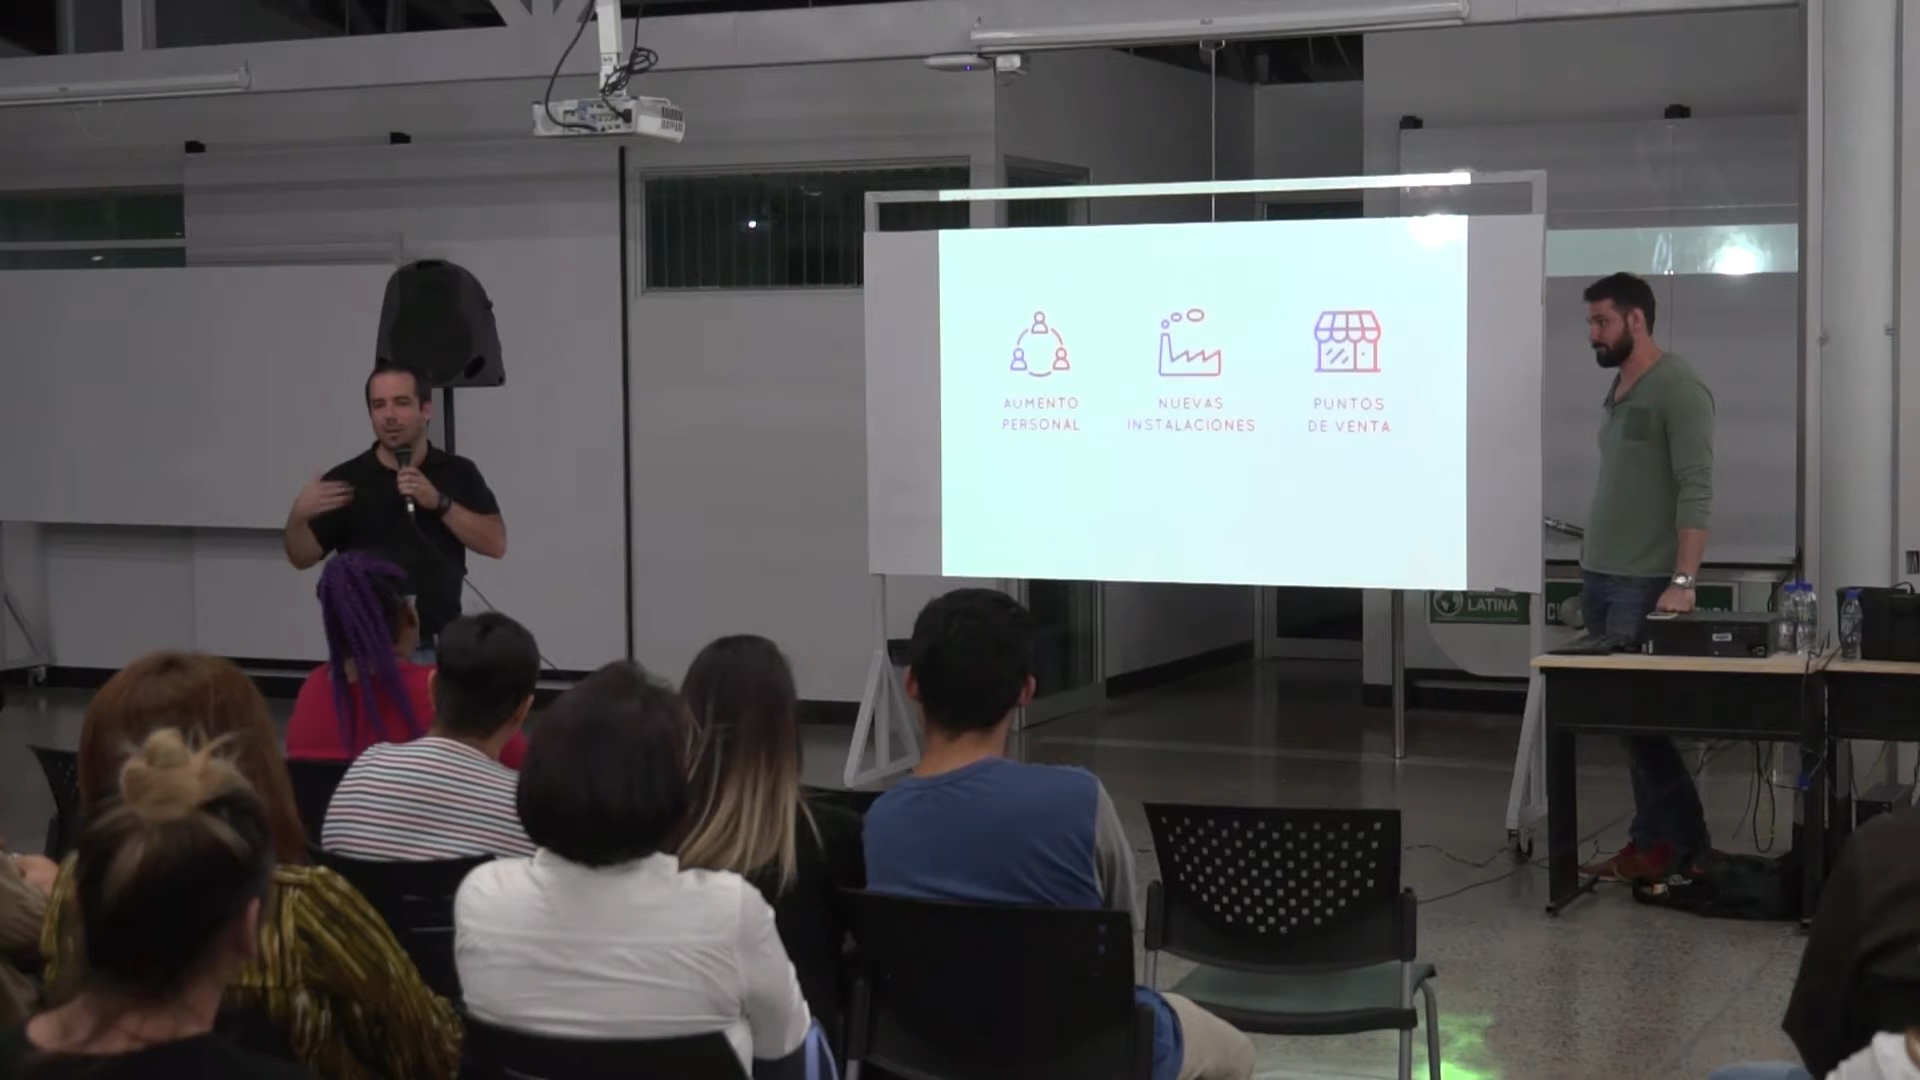 AUMENTO
PERSONAL
NUEVAS
INSTALACIONES
PUNTOS
DE VENTA
LATINA